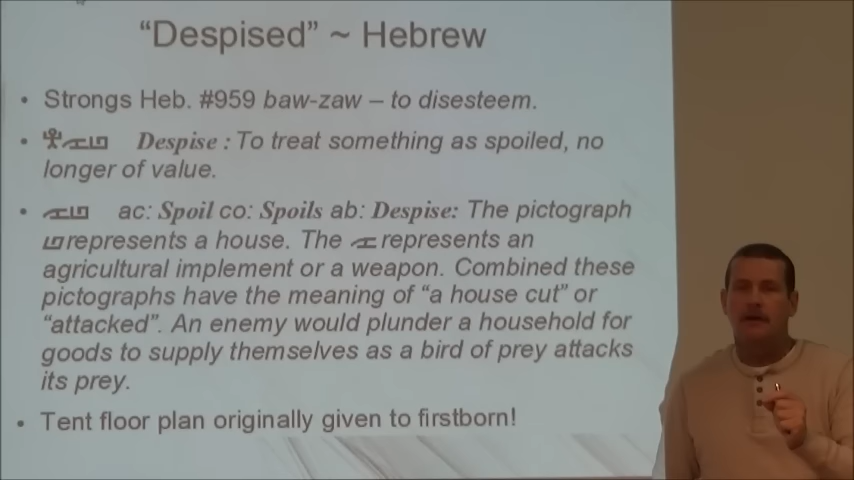 “Despised” ~ Hebrew
• Strongs Heb. #959 baw-zaw – to disesteem.
• Despise : To treat something as spoiled, no
longer of value.
• ac: Spoil co: Spoils ab: Despise: The pictograph
represents a house. The represents an
agricultural implement or a weapon. Combined these
pictographs have the meaning of “a house cut” or
“attacked”. An enemy would plunder a household for
goods to supply themselves as a bird of prey attacks
its prey.
• Tent floor plan originally given to firstborn!